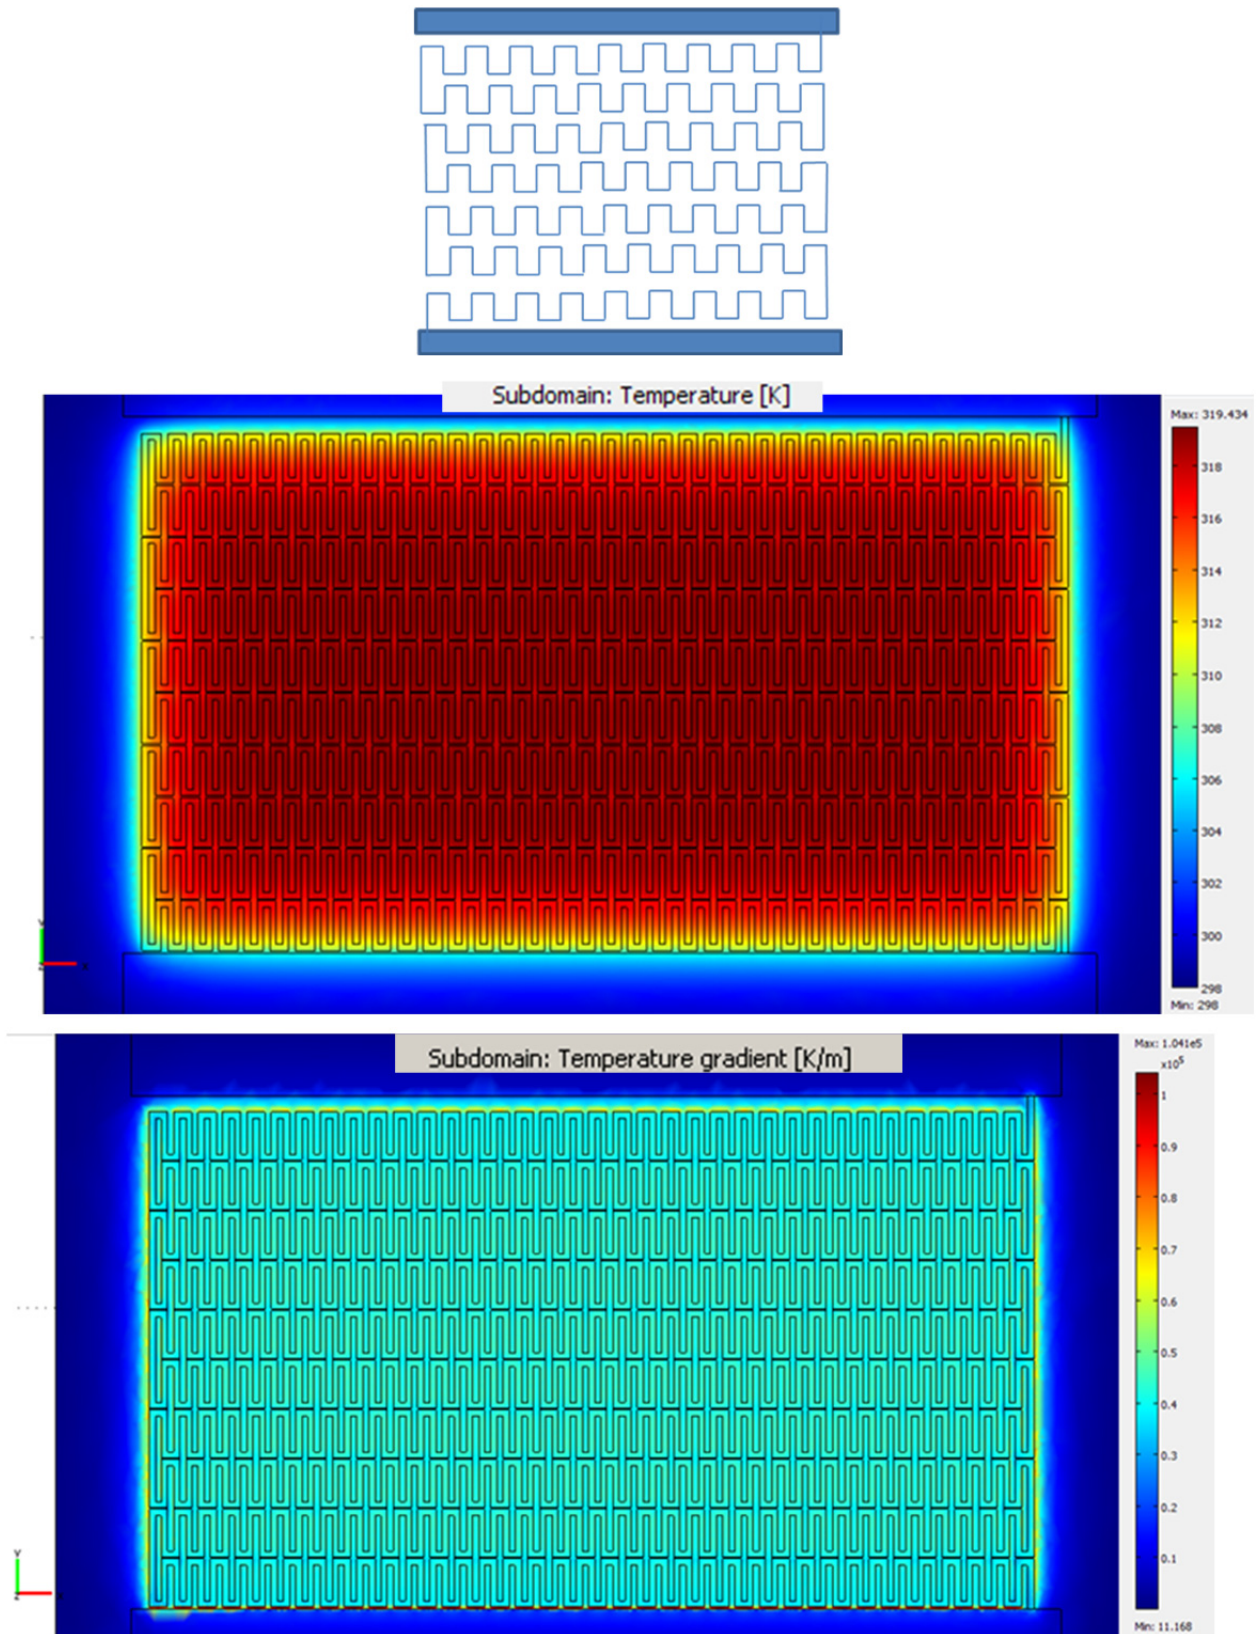 Subdomain: Temperature [K]
Max: 319.434
318
316
314
312
310
308
306
304
302
300
298
Min: 298
Y
x
Subdomain: Temperature gradient [K/m]
Max: 1.041e5
x10⁵
1
0.9
0.8
0.7
0.6
0.5
0.4
0.3
0.2
0.1
Min: 11.168
Y